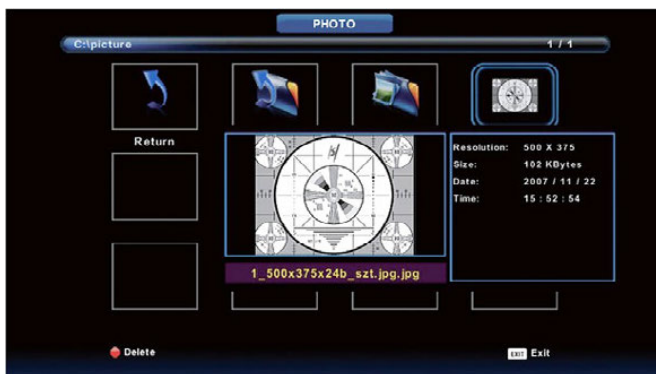 PHOTO
C:\picture 1 / 1
Return
Resolution: 500 X 375
Size: 102 KBytes
Date: 2007 / 11 / 22
Time: 15 : 52 : 54
1_500x375x24b_szt.jpg.jpg
Delete EXIT Exit